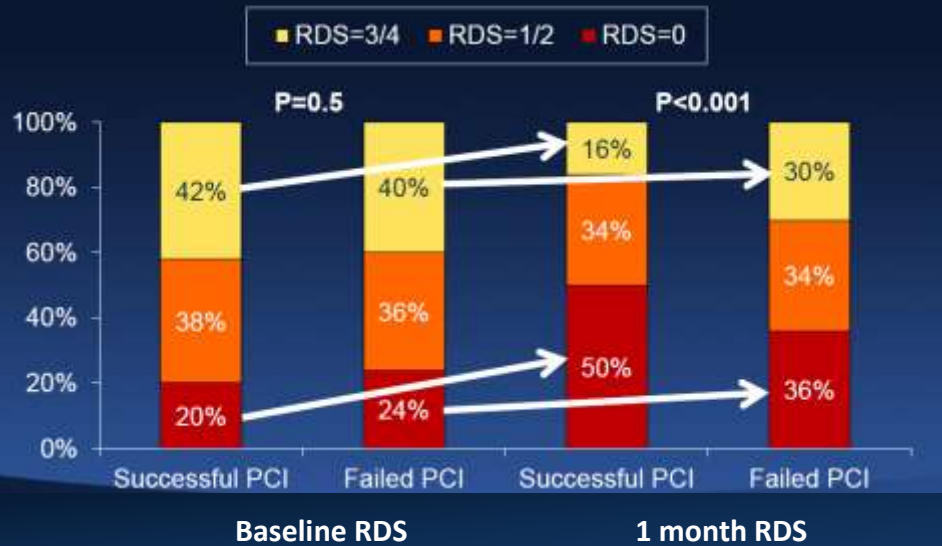 RDS=3/4 RDS=1/2 RDS=0
P=0.5 P<0.001
100%
80%
60%
40%
20%
0%
42% 40% 16% 30%
38% 36% 34% 34%
20% 24% 50% 36%
Successful PCI Failed PCI Successful PCI Failed PCI
Baseline RDS 1 month RDS